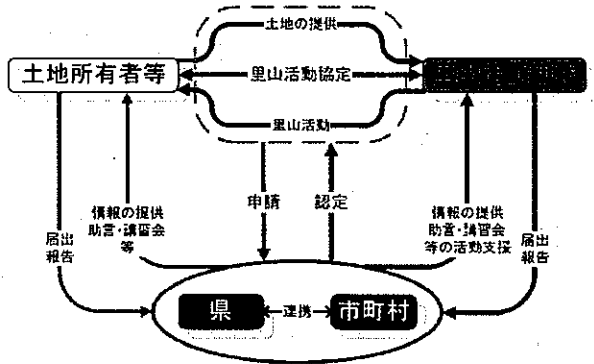 土地の提供
土地所有者等
里山活動協定
里山活動
申請
認定
情報の提供
助言・講習会
等
情報の提供
助言・講習会
等の活動支援
届出
報告
届出
報告
県
連携
市町村